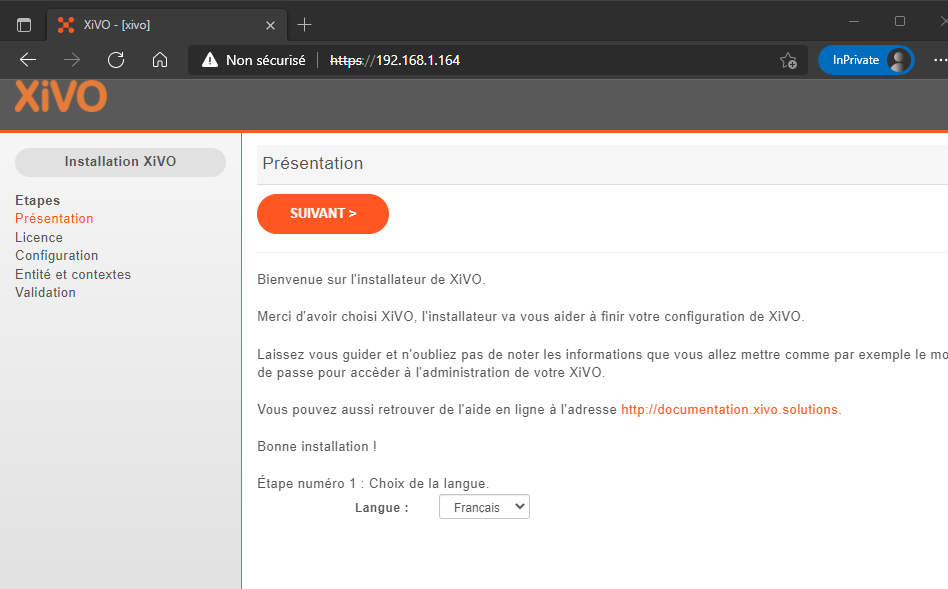 XiVO - [xivo]
Non sécurisé https://192.168.1.164 InPrivate
XiVO
Installation XiVO
Etapes
Présentation
Licence
Configuration
Entité et contextes
Validation
Présentation
SUIVANT >
Bienvenue sur l'installateur de XiVO.
Merci d'avoir choisi XiVO, l'installateur va vous aider à finir votre configuration de XiVO.
Laissez vous guider et n'oubliez pas de noter les informations que vous allez mettre comme par exemple le mo
de passe pour accèder à l'administration de votre XiVO.
Vous pouvez aussi retrouver de l'aide en ligne à l'adresse http://documentation.xivo.solutions.
Bonne installation !
Étape numéro 1 : Choix de la langue.
Langue : Français